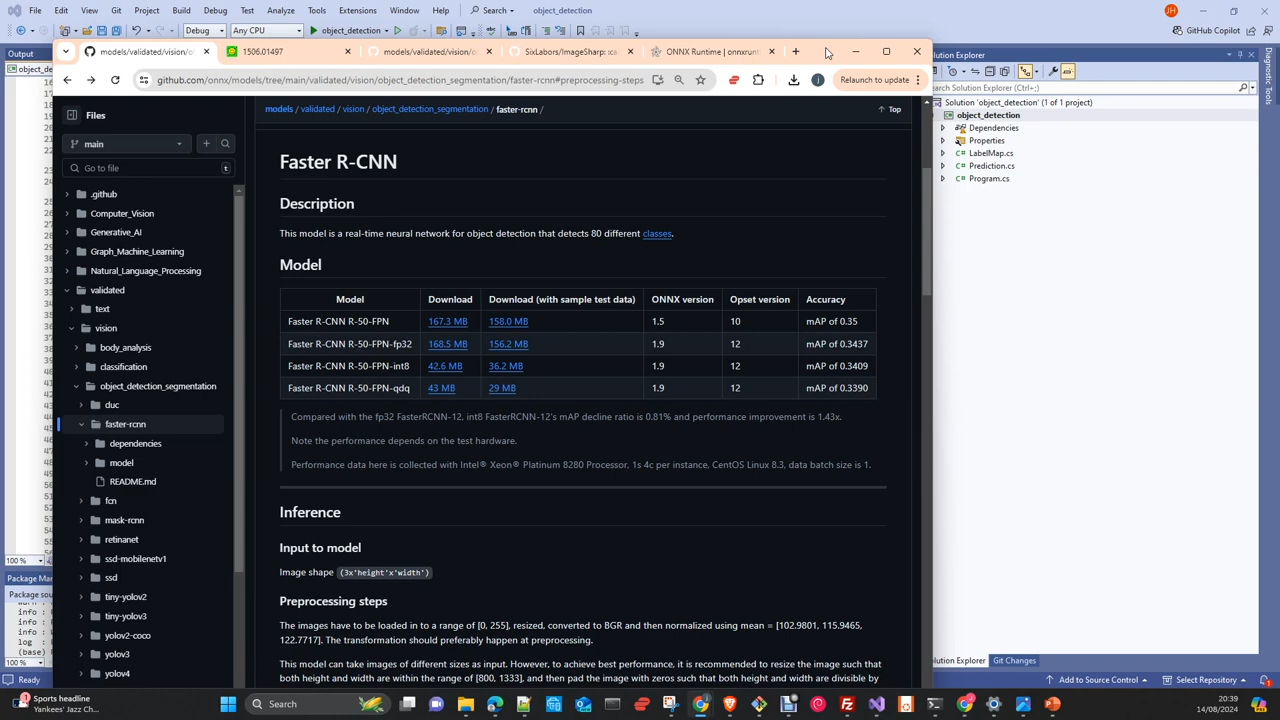 File
Edit
View
Git
Project
Build
Debug
Test
Analyze
Tools
Extensions
Window
Help
Search
object_detection
JH
Debug
Any CPU
object_detection
GitHub Copilot
models/validated/vision/o
1506.01497
models/validated/vision/o
SixLabors/ImageSharp: :ca
ONNX Runtime | onnxrunt
github.com/onnx/models/tree/main/validated/vision/object_detection_segmentation/faster-rcnn#preprocessing-steps
Relaunch to update
Files
main
Go to file
t
.github
Computer_Vision
Generative_AI
Graph_Machine_Learning
Natural_Language_Processing
validated
text
vision
body_analysis
classification
object_detection_segmentation
duc
faster-rcnn
dependencies
model
README.md
fcn
mask-rcnn
retinanet
ssd-mobilenetv1
ssd
tiny-yolov2
tiny-yolov3
yolov2-coco
yolov3
yolov4
models / validated / vision / object_detection_segmentation / faster-rcnn /
Top
Faster R-CNN
Description
This model is a real-time neural network for object detection that detects 80 different classes.
Model
Model Download Download (with sample test data) ONNX version Opset version Accuracy
Faster R-CNN R-50-FPN 167.3 MB 158.0 MB 1.5 10 mAP of 0.35
Faster R-CNN R-50-FPN-fp32 168.5 MB 156.2 MB 1.9 12 mAP of 0.3437
Faster R-CNN R-50-FPN-int8 42.6 MB 36.2 MB 1.9 12 mAP of 0.3409
Faster R-CNN R-50-FPN-qdq 43 MB 29 MB 1.9 12 mAP of 0.3390
Compared with the fp32 FasterRCNN-12, int8 FasterRCNN-12's mAP decline ratio is 0.81% and performance improvement is 1.43x.
Note the performance depends on the test hardware.
Performance data here is collected with Intel® Xeon® Platinum 8280 Processor, 1s 4c per instance, CentOS Linux 8.3, data batch size is 1.
Inference
Input to model
Image shape (3x'height'x'width')
Preprocessing steps
The images have to be loaded in to a range of [0, 255], resized, converted to BGR and then normalized using mean = [102.9801, 115.9465,
122.7717]. The transformation should preferably happen at preprocessing.
This model can take images of different sizes as input. However, to achieve best performance, it is recommended to resize the image such that
both height and width are within the range of [800, 1333], and then pad the image with zeros such that both height and width are divisible by
olution Explorer
earch Solution Explorer (Ctrl+;)
Solution 'object_detection' (1 of 1 project)
object_detection
Dependencies
Properties
LabelMap.cs
Prediction.cs
Program.cs
Diagnostic Tools
olution Explorer
Git Changes
100 %
Package Mar
info :
info :
info :
log :
(base)
100 %
Ready
Add to Source Control
Select Repository
1
Sports headline
Yankees' Jazz Ch...
Search
20:39
14/08/2024